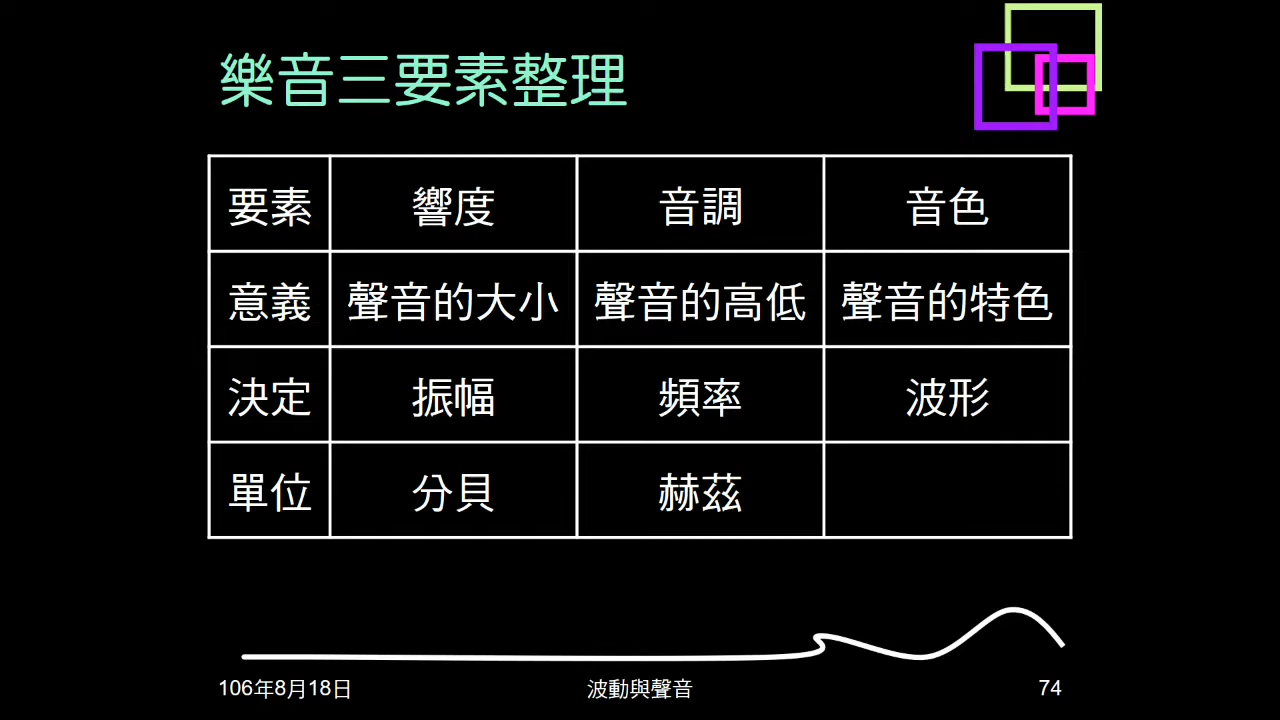 樂音三要素整理
要素 響度 音調 音色
意義 聲音的大小 聲音的高低 聲音的特色
決定 振幅 頻率 波形
單位 分貝 赫茲
106年8月18日 波動與聲音 74